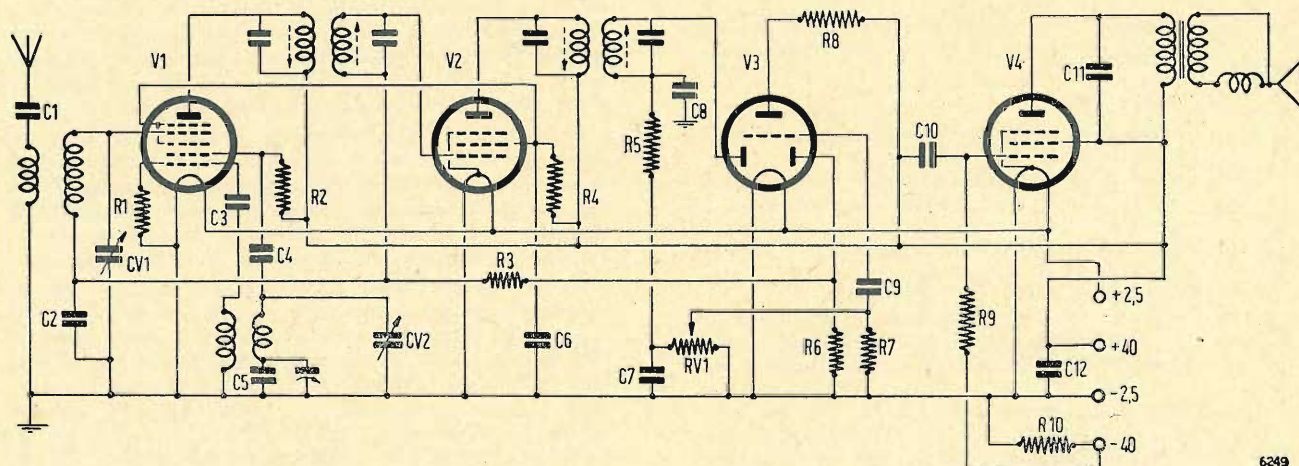 V1
V2
V3
V4
R8
C11
C1
C8
R5
C10
R1
C3
R2
R4
CV1
C4
R3
C9
+2,5
C2
CV2
C6
R9
+40
C5
C7
RV1
R6
R7
C12
-2,5
R10
-40
6249